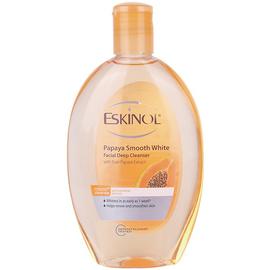 ESKINOL
Papaya Smooth White
Facial Deep Cleanser
with Pure Papaya Extract
Whitens in as early as 1 week*
Helps renew and smoothen skin